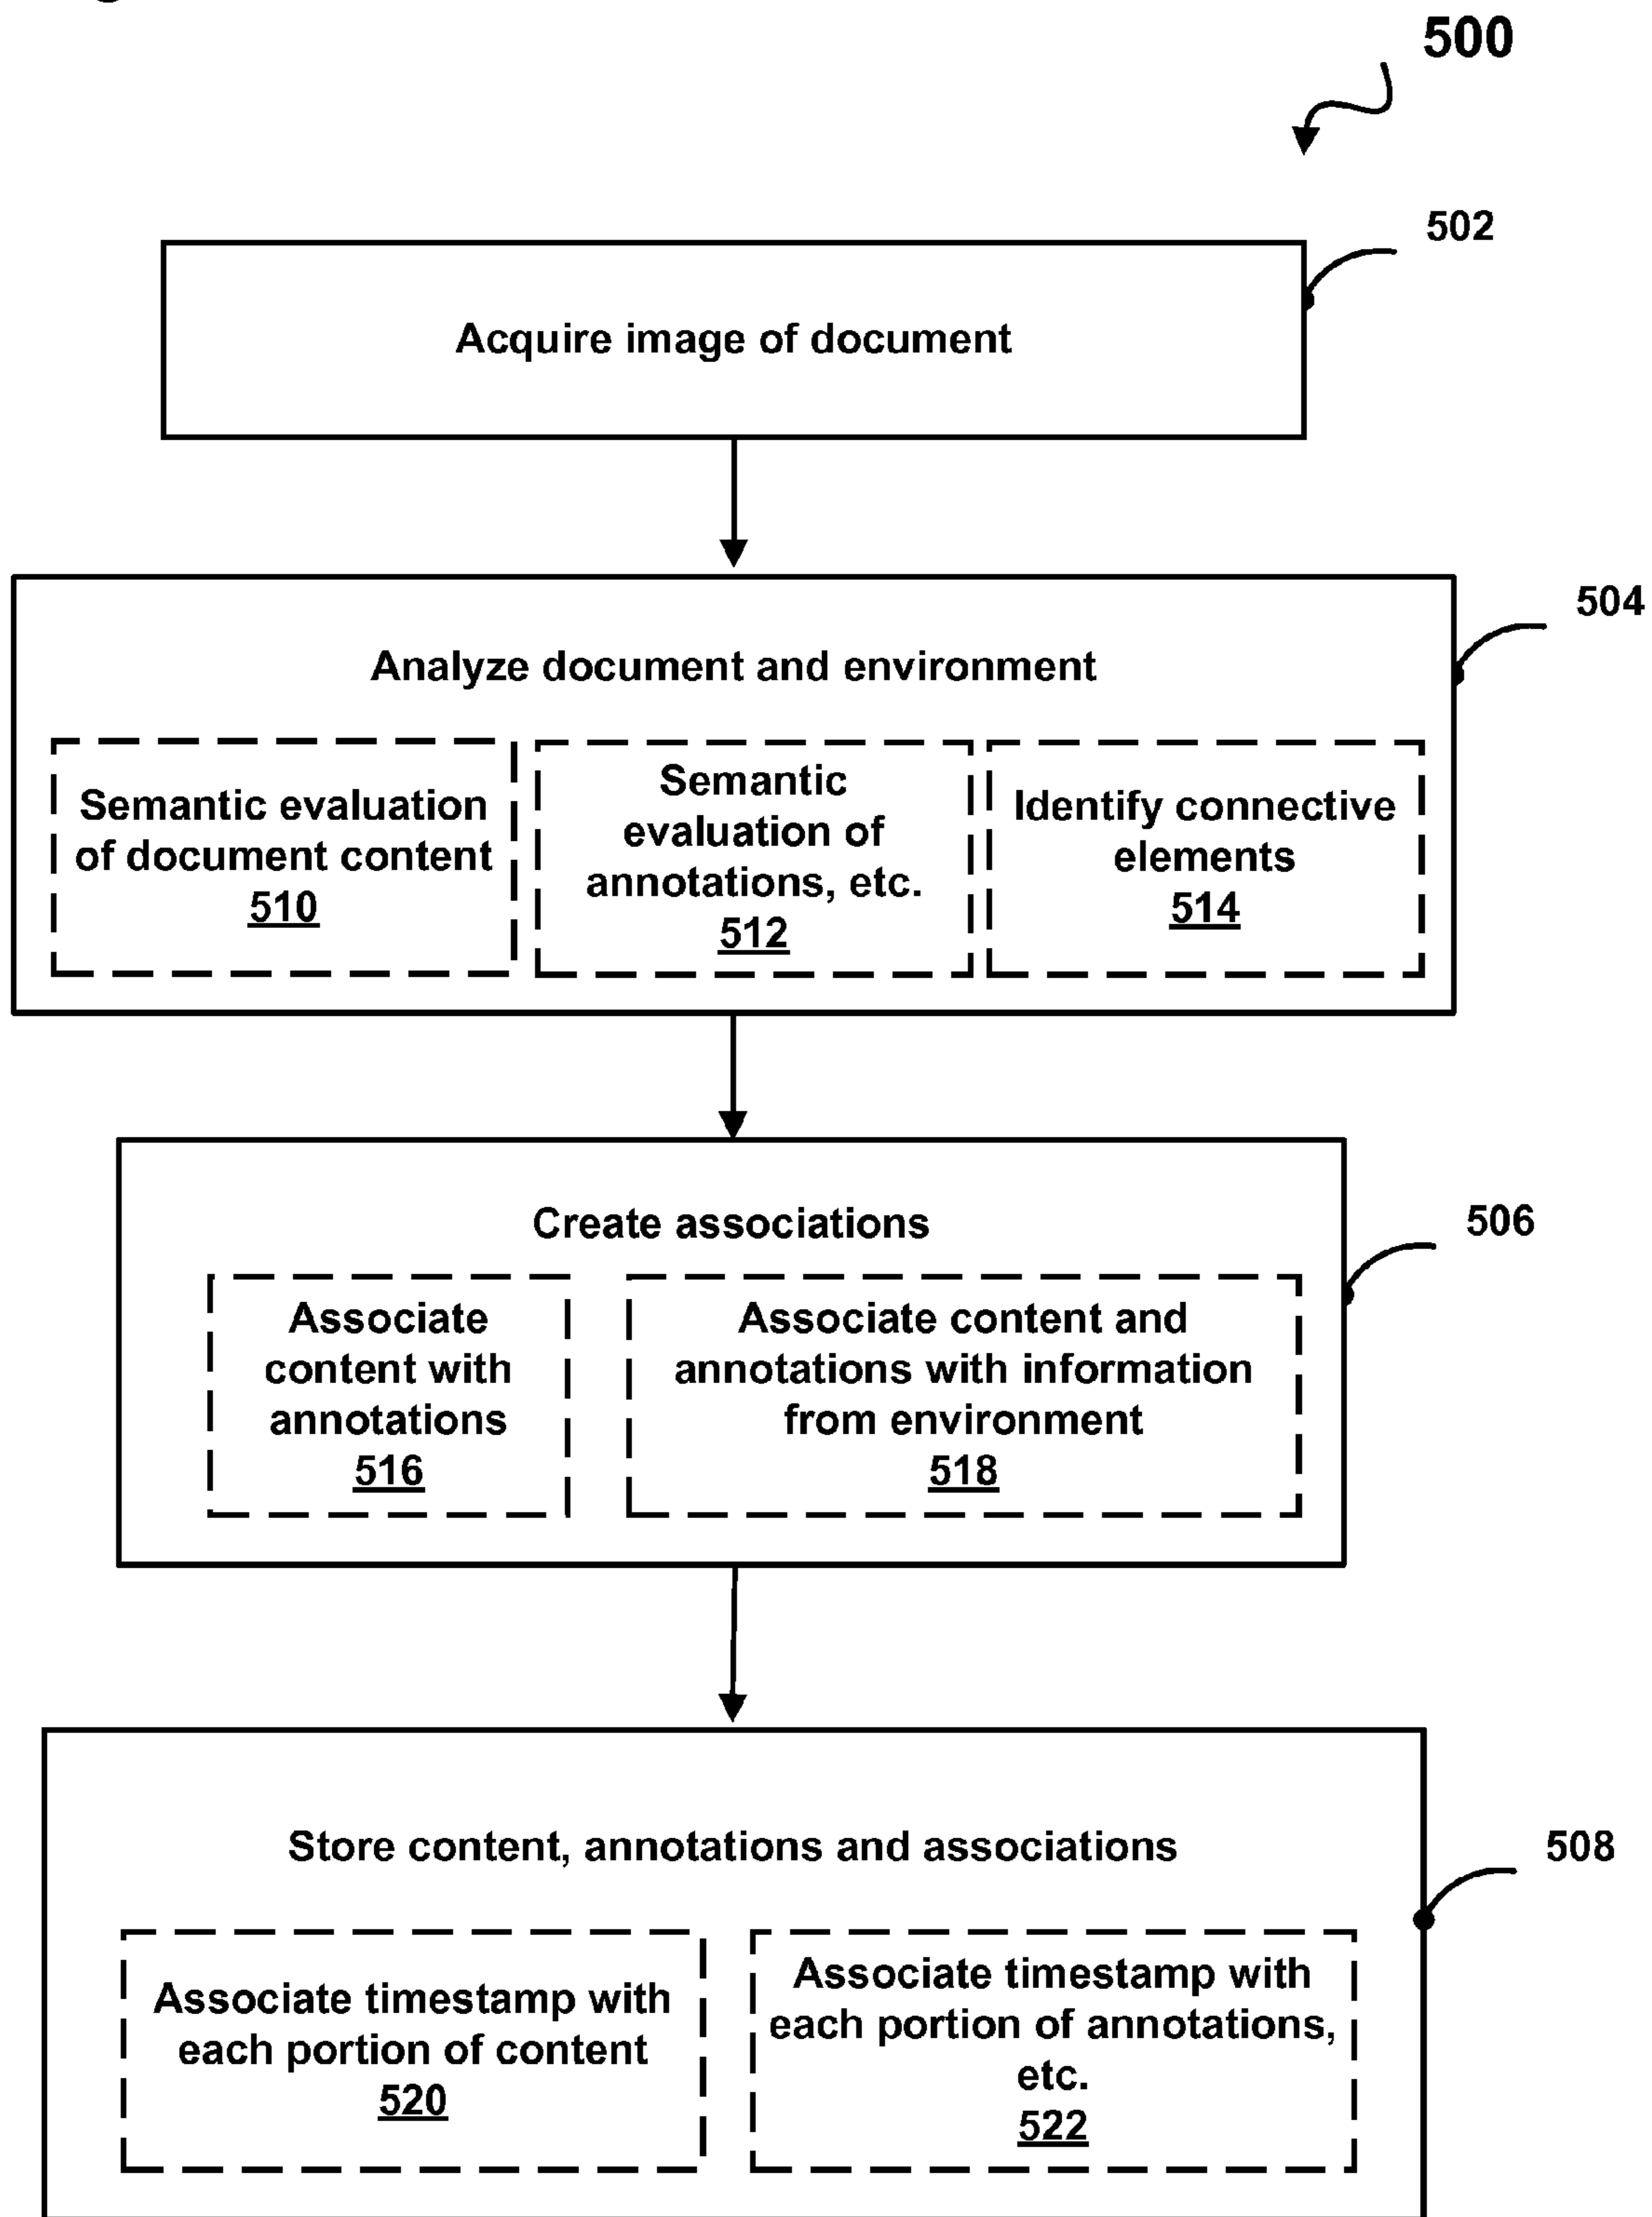 500
502
Acquire image of document
504
Analyze document and environment
Semantic evaluation
of document content
510
Semantic
evaluation of
annotations, etc.
512
Identify connective
elements
514
506
Create associations
Associate
content with
annotations
516
Associate content and
annotations with information
from environment
518
508
Store content, annotations and associations
Associate timestamp with
each portion of content
520
Associate timestamp with
each portion of annotations,
etc.
522